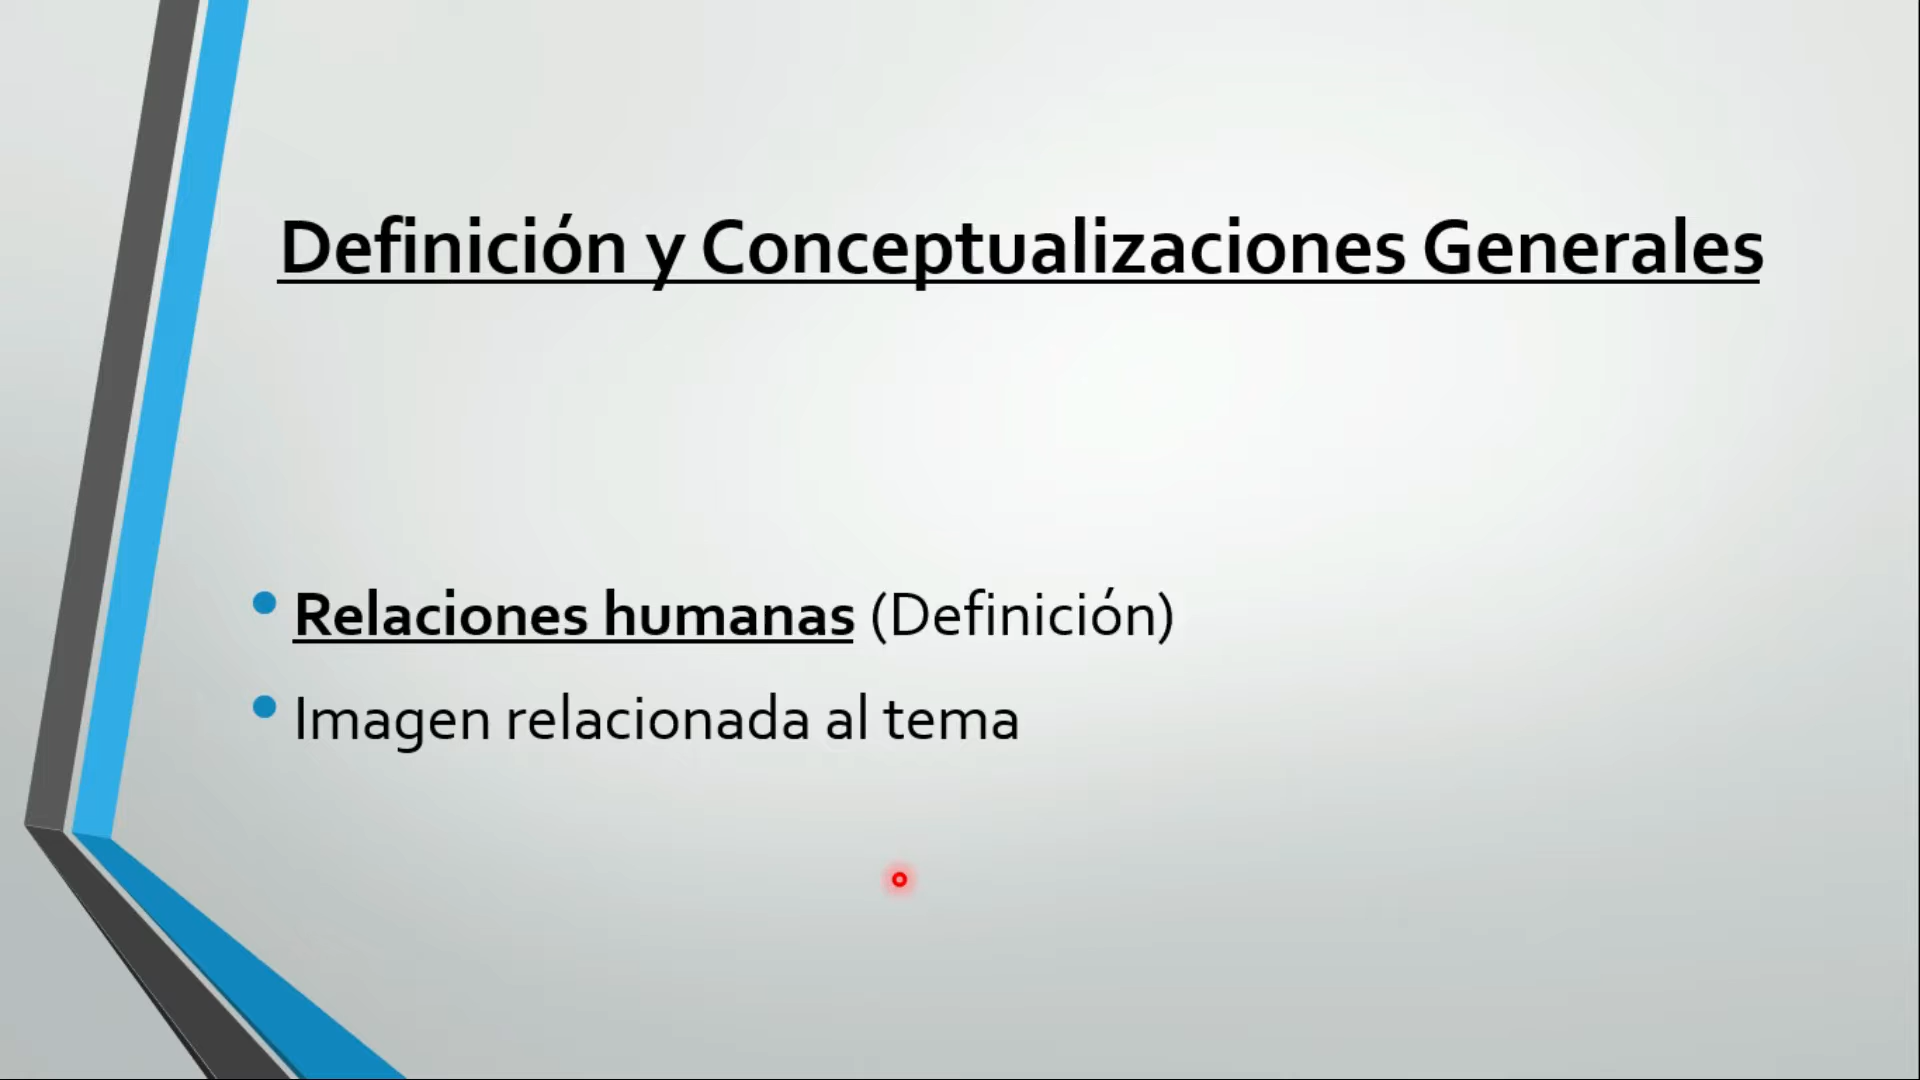 Definición y Conceptualizaciones Generales
• Relaciones humanas (Definición)
• Imagen relacionada al tema